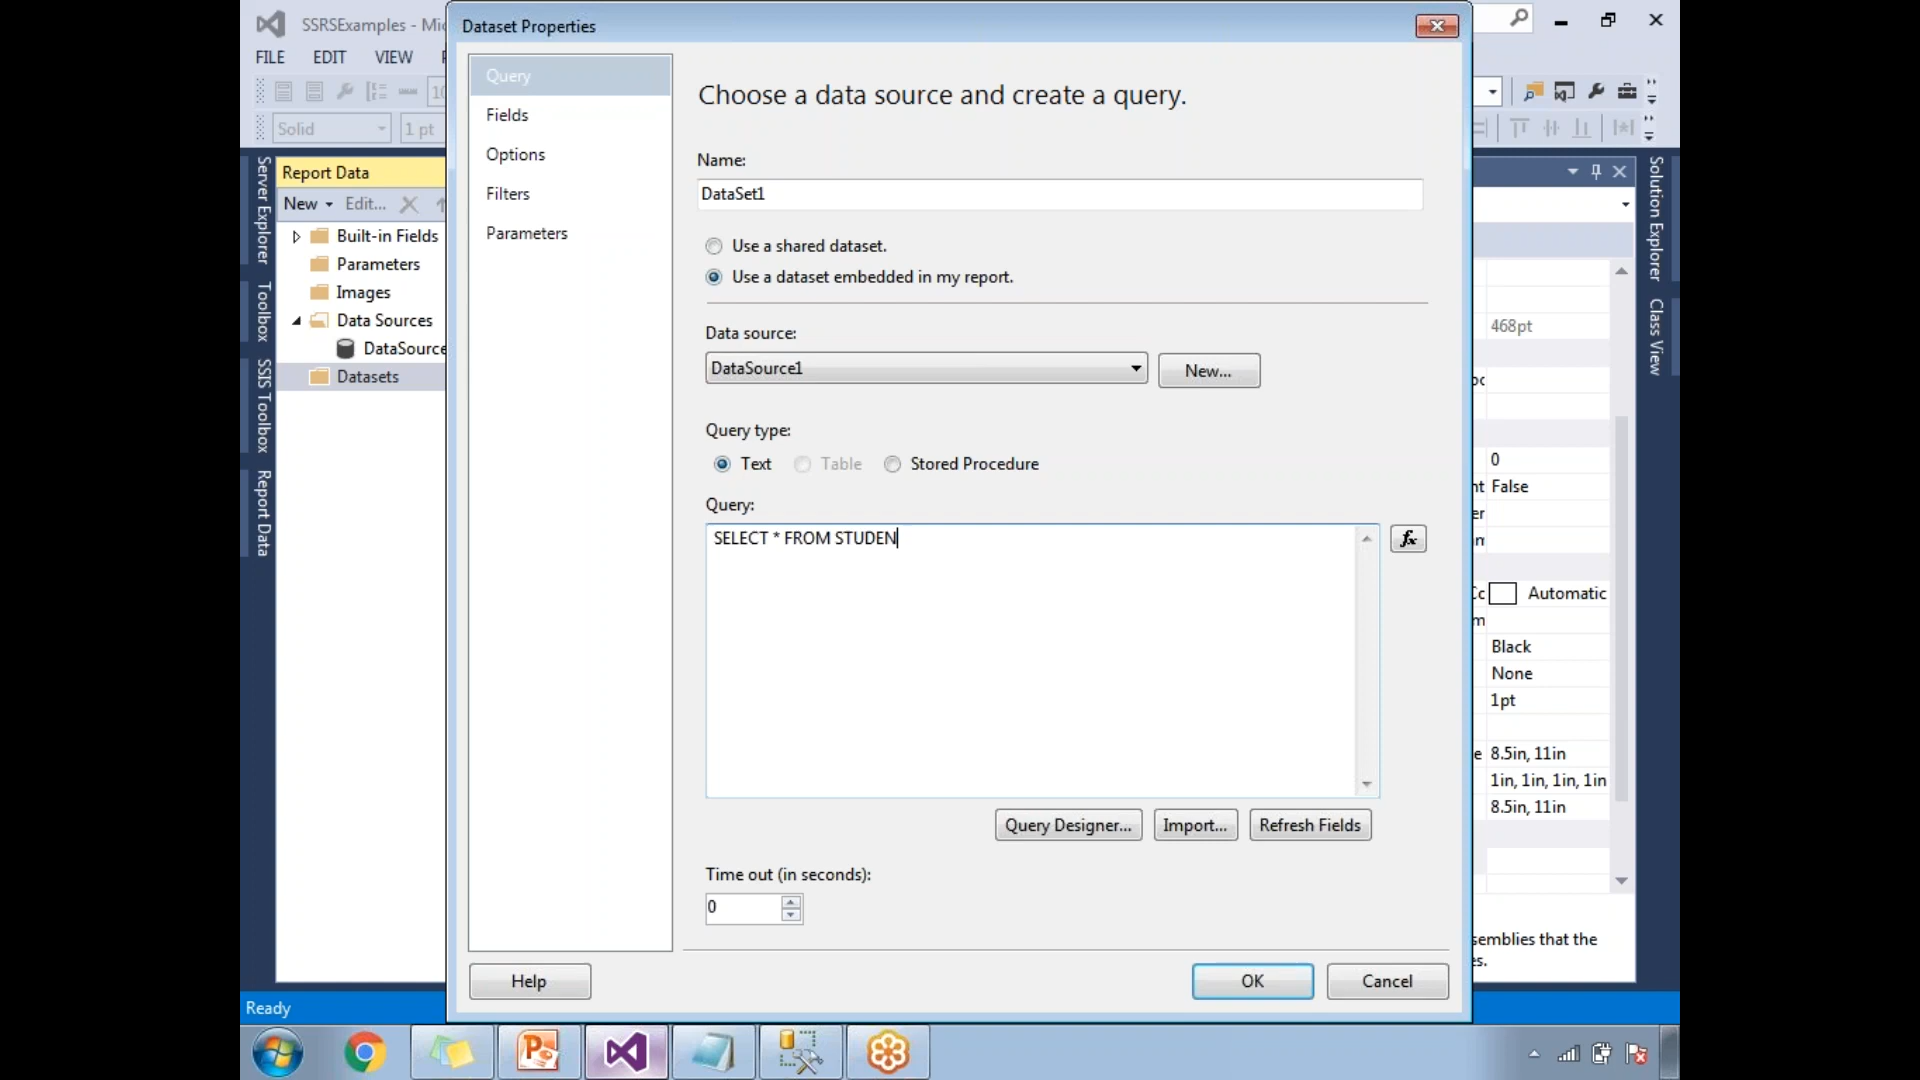 SSRSExamples - Mic
FILE EDIT VIEW
Solid 1 pt
Server Explorer
Toolbox
SSIS Toolbox
Report Data
Report Data
New Edit...
Built-in Fields
Parameters
Images
Data Sources
DataSource
Datasets
Dataset Properties
Query
Fields
Options
Filters
Parameters
Choose a data source and create a query.
Name:
DataSet1
Use a shared dataset.
Use a dataset embedded in my report.
Data source:
DataSource1
New...
Query type:
Text Table Stored Procedure
Query:
SELECT * FROM STUDEN
fx
Query Designer... Import... Refresh Fields
Time out (in seconds):
0
Help OK Cancel
468pt
0
False
Automatic
Black
None
1pt
8.5in, 11in
1in, 1in, 1in, 1in
8.5in, 11in
semblies that the
es.
Solution Explorer
Class View
Ready